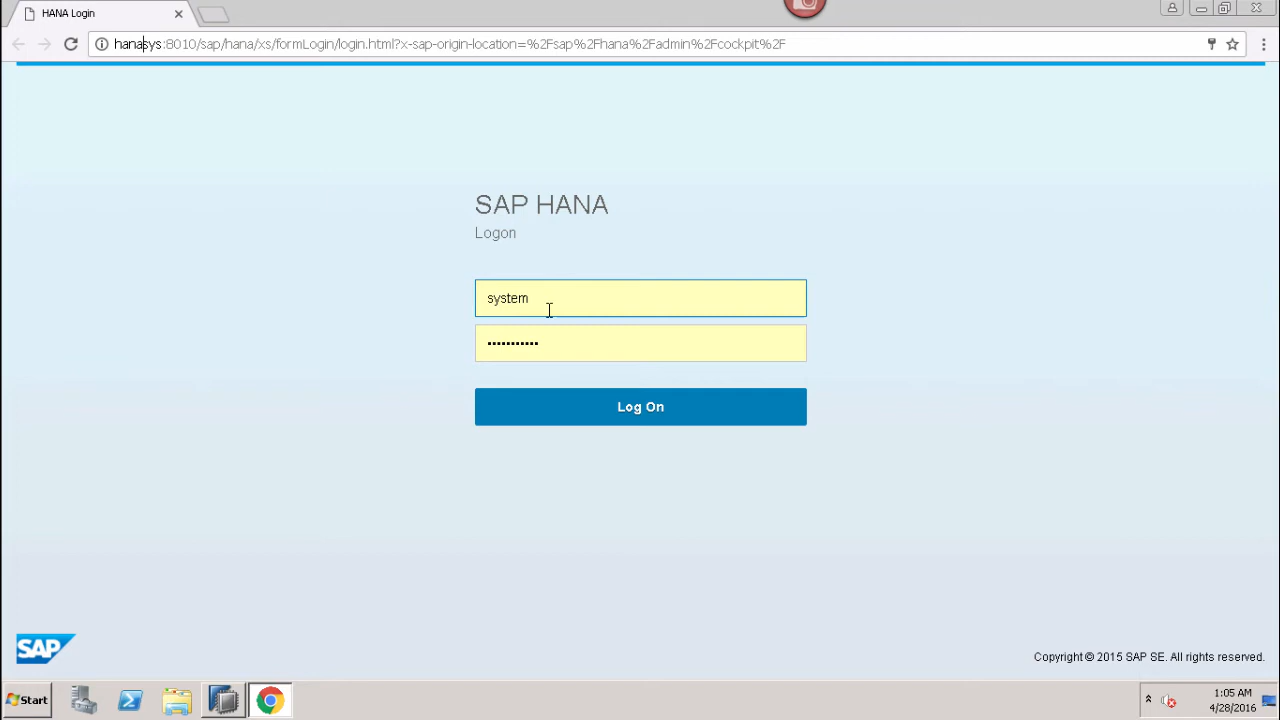 HANA Login
hanasys:8010/sap/hana/xs/formLogin/login.html?x-sap-origin-location=%2Fsap%2Fhana%2Fadmin%2Fcockpit%2F
SAP HANA
Logon
system
•••••••••••
Log On
SAP
Copyright © 2015 SAP SE. All rights reserved.
Start
1:05 AM
4/28/2016